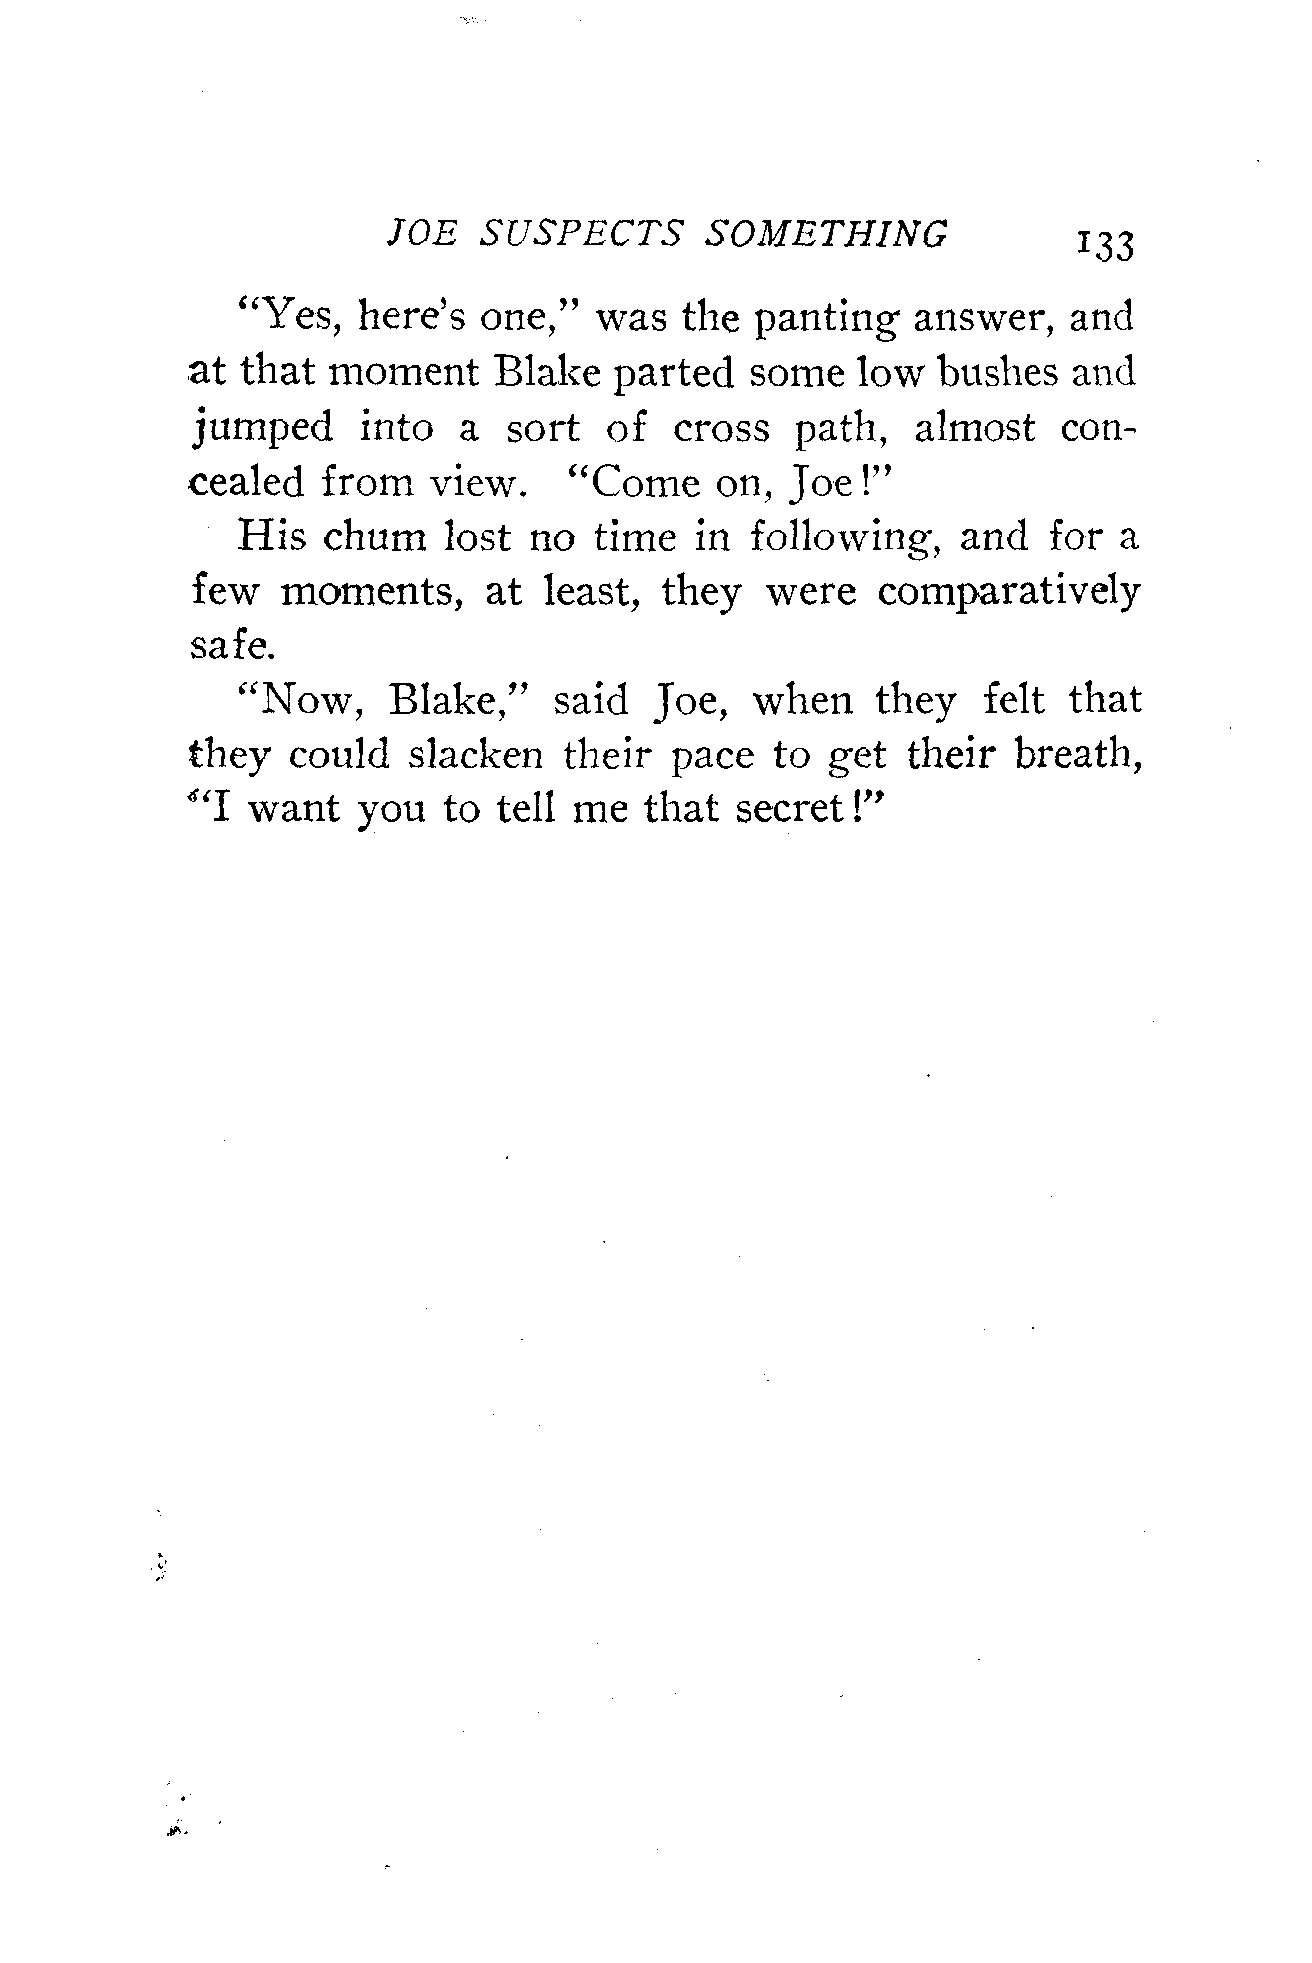 JOE SUSPECTS SOMETHING 133
"Yes, here's one," was the panting answer, and
at that moment Blake parted some low bushes and
jumped into a sort of cross path, almost con-
cealed from view. "Come on, Joe!"
His chum lost no time in following, and for a
few moments, at least, they were comparatively
safe.
"Now, Blake," said Joe, when they felt that
they could slacken their pace to get their breath,
"I want you to tell me that secret!"